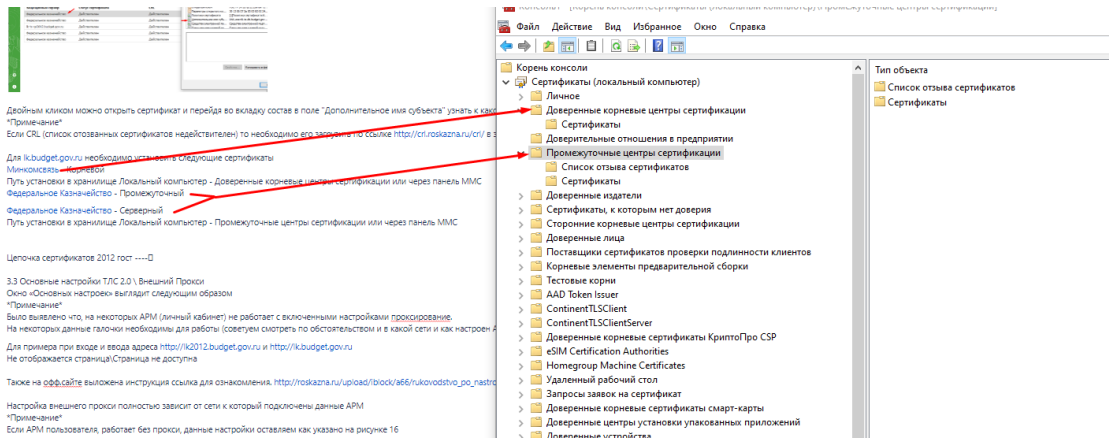 Двойным кликом можно открыть сертификат и перейдя во вкладку состав в поле "Дополнительное имя субъекта" узнать к как
*Примечание*
Если CRL (список отозванных сертификатов недействителен) то необходимо его загрузить по ссылке http://crl.roskazna.ru/crl/ в з
Для lk.budget.gov.ru необходимо установить следующие сертификаты
Минкомсвязь - Корневой
Путь установки в хранилище Локальный компьютер - Доверенные корневые центры сертификации или через панель MMC
Федеральное Казначейство - Промежуточный
Федеральное Казначейство - Серверный
Путь установки в хранилище Локальный компьютер - Промежуточные центры сертификации или через панель MMC
Цепочка сертификатов 2012 гост ----
3.3 Основные настройки ТЛС 2.0 \ Внешний Прокси
Окно «Основных настроек» выглядит следующим образом
*Примечание*
Было выявлено что, на некоторых АРМ (личный кабинет) не работает с включенными настройками проксирование.
На некоторых данные галочки необходимы для работы (советуем смотреть по обстоятельством и в какой сети и как настроен А
Для примера при входе и ввода адреса http://lk2012.budget.gov.ru и http://lk.budget.gov.ru
Не отображается страница\Страница не доступна
Также на офф.сайте выложена инструкция ссылка для ознакомления. http://roskazna.ru/upload/iblock/a66/rukovodstvo_po_nastro
Настройка внешнего прокси полностью зависит от сети к который подключены данные АРМ
*Примечание*
Если АРМ пользователя, работает без прокси, данные настройки оставляем как указано на рисунке 16
Файл Действие Вид Избранное Окно Справка
Корень консоли
Сертификаты (локальный компьютер)
Личное
Доверенные корневые центры сертификации
Сертификаты
Доверительные отношения в предприятии
Промежуточные центры сертификации
Список отзыва сертификатов
Сертификаты
Доверенные издатели
Сертификаты, к которым нет доверия
Сторонние корневые центры сертификации
Доверенные лица
Поставщики сертификатов проверки подлинности клиентов
Корневые элементы предварительной сборки
Тестовые корни
AAD Token Issuer
ContinentTLSClient
ContinentTLSClientServer
Доверенные корневые сертификаты КриптоПро CSP
eSIM Certification Authorities
Homegroup Machine Certificates
Удаленный рабочий стол
Запросы заявок на сертификат
Доверенные корневые сертификаты смарт-карты
Доверенные центры установки упакованных приложений
Доверенные устройства
Тип объекта
Список отзыва сертификатов
Сертификаты